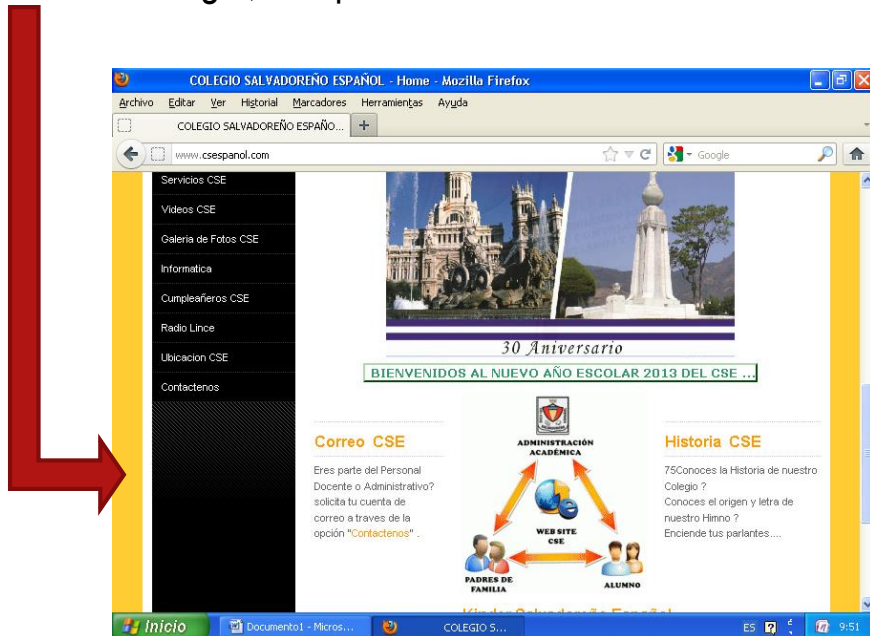 COLEGIO SALVADOREÑO ESPAÑOL - Home - Mozilla Firefox
Archivo Editar Ver Historial Marcadores Herramientas Ayuda
COLEGIO SALVADOREÑO ESPAÑO... +
www.csespanol.com
Google
Servicios CSE
Videos CSE
Galeria de Fotos CSE
Informatica
Cumpleañeros CSE
Radio Lince
Ubicacion CSE
Contactenos
30 Aniversario
BIENVENIDOS AL NUEVO AÑO ESCOLAR 2013 DEL CSE ...
Correo CSE
Eres parte del Personal
Docente o Administrativo?
solicita tu cuenta de
correo a traves de la
opción "Contactenos" .
ADMINISTRACIÓN
ACADÉMICA
WEB SITE
CSE
PADRES DE
FAMILIA
ALUMNO
Historia CSE
75Conoces la Historia de nuestro
Colegio ?
Conoces el origen y letra de
nuestro Himno ?
Enciende tus parlantes....
Kinder Salvadoreño Español
Inicio
Documento1 - Micros...
COLEGIO S...
ES
9:51